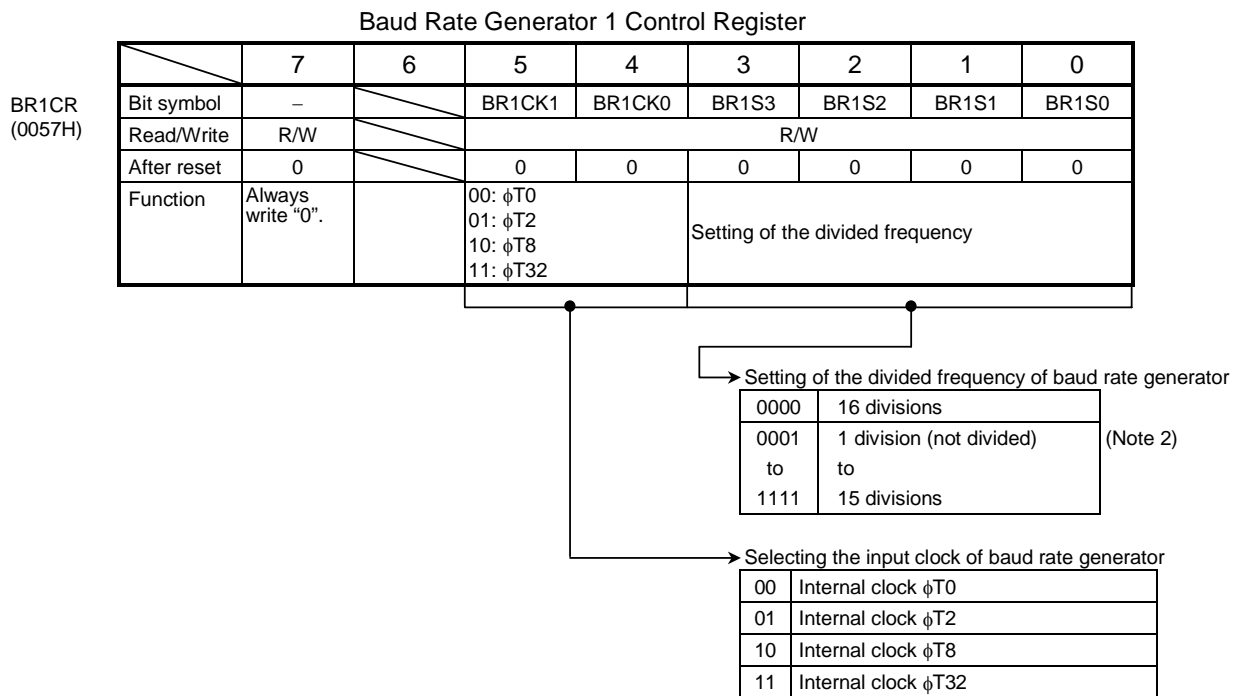 Baud Rate Generator 1 Control Register
7 6 5 4 3 2 1 0
BR1CR
(0057H)
Bit symbol – BR1CK1 BR1CK0 BR1S3 BR1S2 BR1S1 BR1S0
Read/Write R/W R/W
After reset 0 0 0 0 0 0 0
Function Always
write “0”.
00: ϕT0
01: ϕT2
10: ϕT8
11: ϕT32
Setting of the divided frequency
Setting of the divided frequency of baud rate generator
0000 16 divisions
0001 1 division (not divided) (Note 2)
to to
1111 15 divisions
Selecting the input clock of baud rate generator
00 Internal clock ϕT0
01 Internal clock ϕT2
10 Internal clock ϕT8
11 Internal clock ϕT32